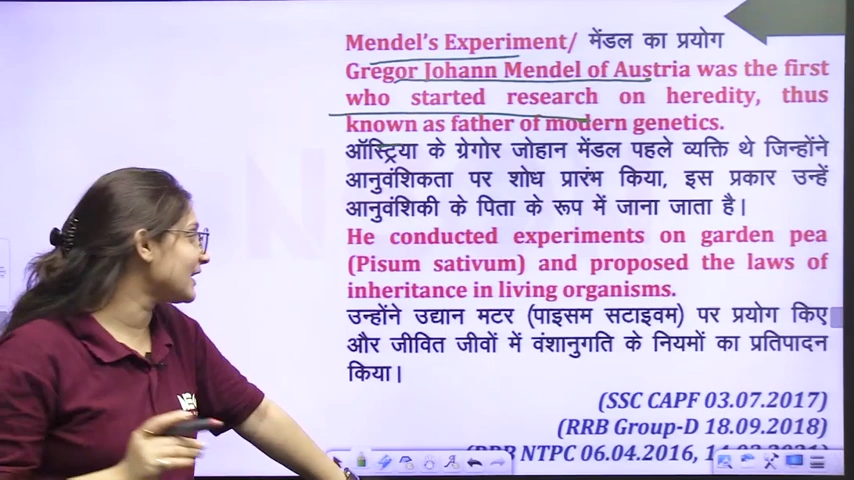 Mendel's Experiment/ मेंडल का प्रयोग
Gregor Johann Mendel of Austria was the first
who started research on heredity, thus
known as father of modern genetics.
ऑस्ट्रिया के ग्रेगोर जोहान मेंडल पहले व्यक्ति थे जिन्होंने
आनुवंशिकता पर शोध प्रारंभ किया, इस प्रकार उन्हें
आनुवंशिकी के पिता के रूप में जाना जाता है।
He conducted experiments on garden pea
(Pisum sativum) and proposed the laws of
inheritance in living organisms.
उन्होंने उद्यान मटर (पाइसम सटाइवम) पर प्रयोग किए
और जीवित जीवों में वंशानुगति के नियमों का प्रतिपादन
किया।
(SSC CAPF 03.07.2017)
(RRB Group-D 18.09.2018)
NTPC 06.04.2016,